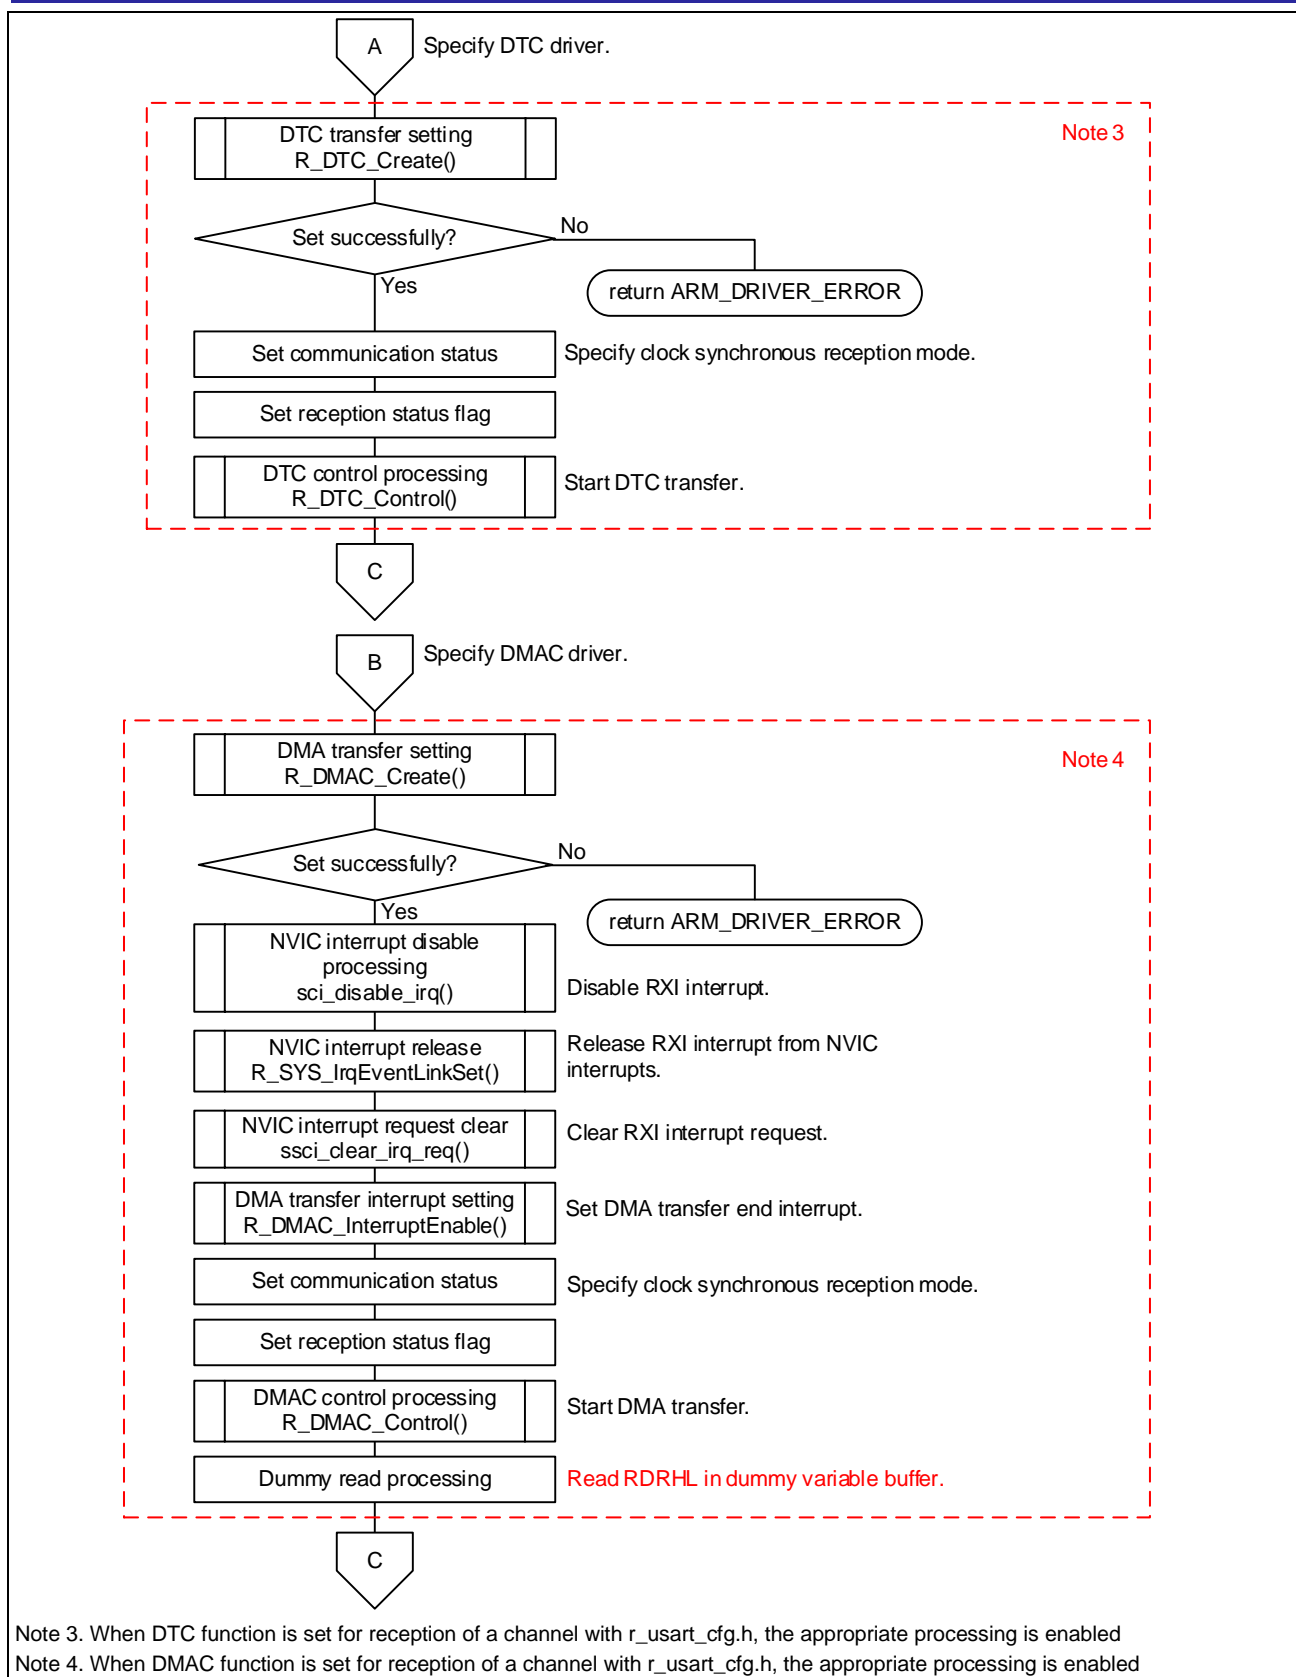 A
Specify DTC driver.
Note 3
DTC transfer setting
R_DTC_Create()
Set successfully?
No
Yes
return ARM_DRIVER_ERROR
Set communication status
Specify clock synchronous reception mode.
Set reception status flag
DTC control processing
R_DTC_Control()
Start DTC transfer.
C
B
Specify DMAC driver.
Note 4
DMA transfer setting
R_DMAC_Create()
Set successfully?
No
Yes
return ARM_DRIVER_ERROR
NVIC interrupt disable
processing
sci_disable_irq()
Disable RXI interrupt.
NVIC interrupt release
R_SYS_IrqEventLinkSet()
Release RXI interrupt from NVIC
interrupts.
NVIC interrupt request clear
ssci_clear_irq_req()
Clear RXI interrupt request.
DMA transfer interrupt setting
R_DMAC_InterruptEnable()
Set DMA transfer end interrupt.
Set communication status
Specify clock synchronous reception mode.
Set reception status flag
DMAC control processing
R_DMAC_Control()
Start DMA transfer.
Dummy read processing
Read RDRHL in dummy variable buffer.
C
Note 3. When DTC function is set for reception of a channel with r_usart_cfg.h, the appropriate processing is enabled
Note 4. When DMAC function is set for reception of a channel with r_usart_cfg.h, the appropriate processing is enabled